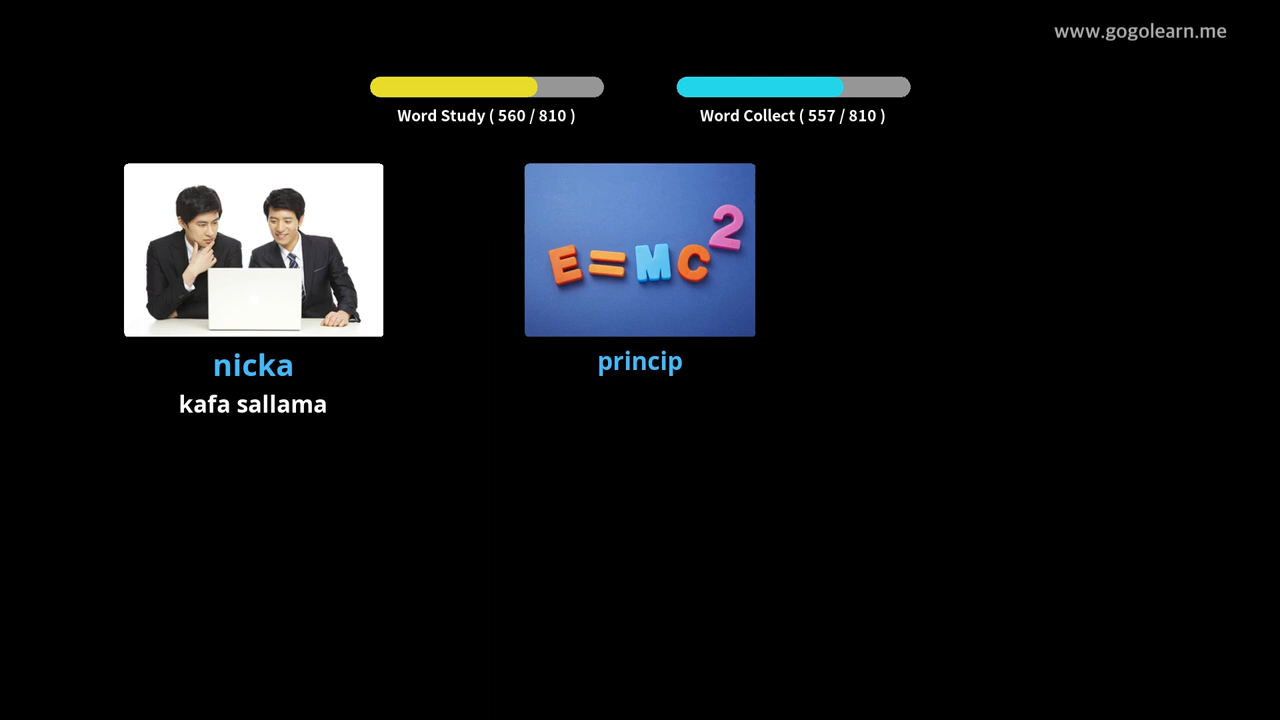 www.gogolearn.me
Word Study ( 560 / 810 )
Word Collect ( 557 / 810 )
E=MC2
nicka
kafa sallama
princip